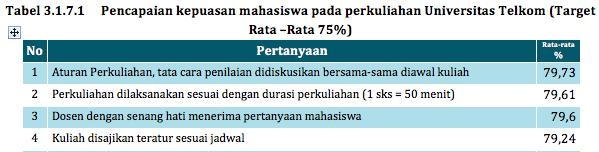 Tabel 3.1.7.1 Pencapaian kepuasan mahasiswa pada perkuliahan Universitas Telkom (Target
Rata –Rata 75%)
No Pertanyaan Rata-rata %
1 Aturan Perkuliahan, tata cara penilaian didiskusikan bersama-sama diawal kuliah 79,73
2 Perkuliahan dilaksanakan sesuai dengan durasi perkuliahan (1 sks = 50 menit) 79,61
3 Dosen dengan senang hati menerima pertanyaan mahasiswa 79,6
4 Kuliah disajikan teratur sesuai jadwal 79,24